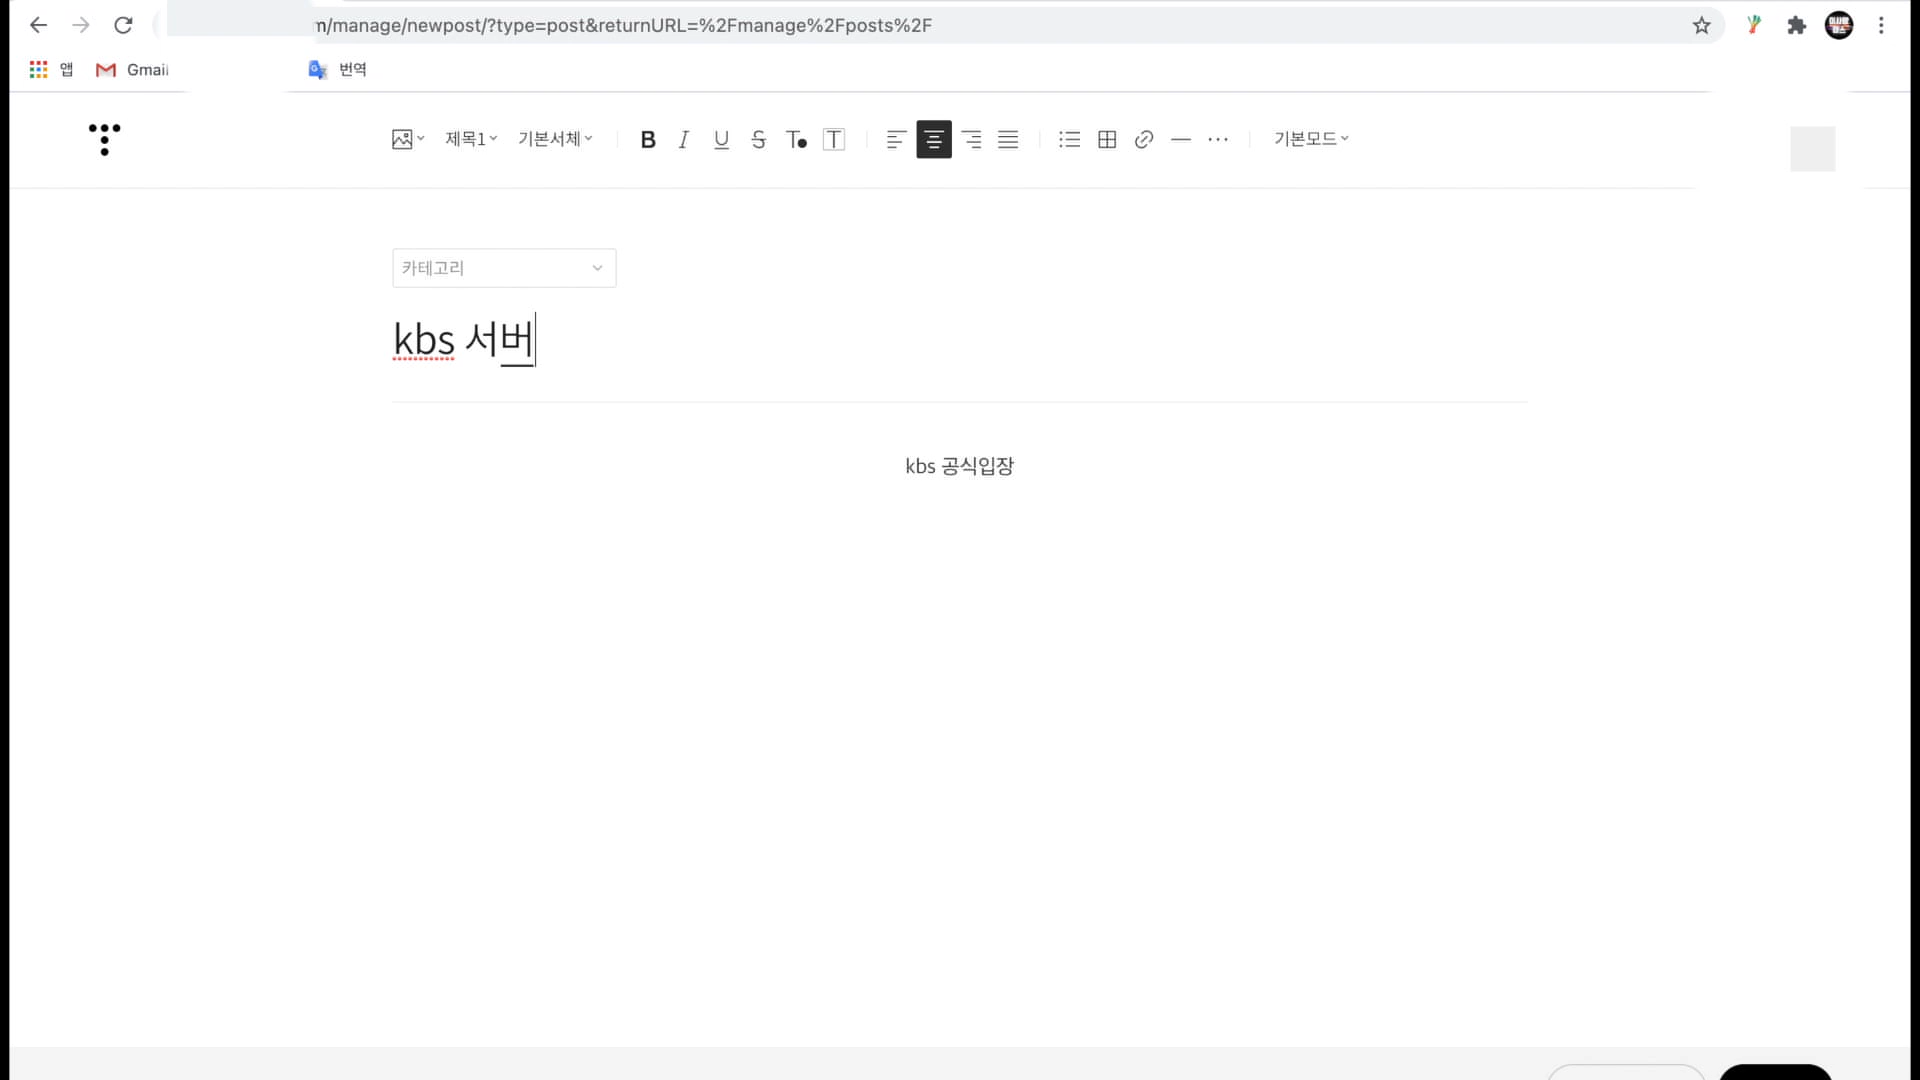 m/manage/newpost/?type=post&returnURL=%2Fmanage%2Fposts%2F
앱 Gmail 번역
제목1 기본서체 B I U S T T 기본모드
카테고리
kbs 서버
kbs 공식입장